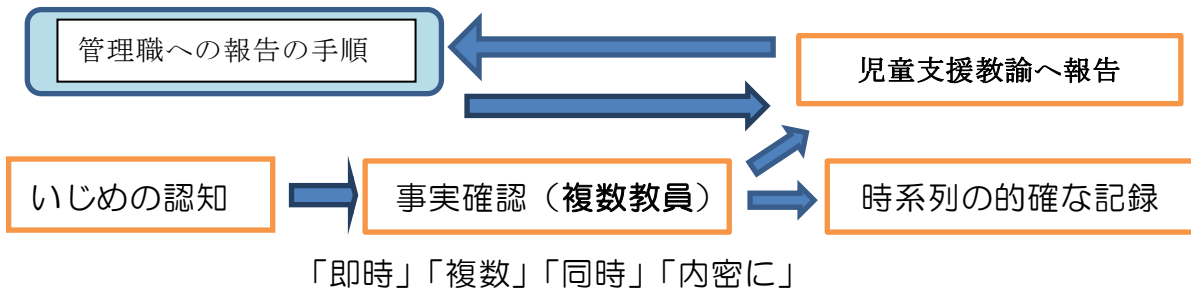 管理職への報告の手順
児童支援教諭へ報告
いじめの認知
事実確認（複数教員）
時系列の的確な記録
「即時」「複数」「同時」「内密に」